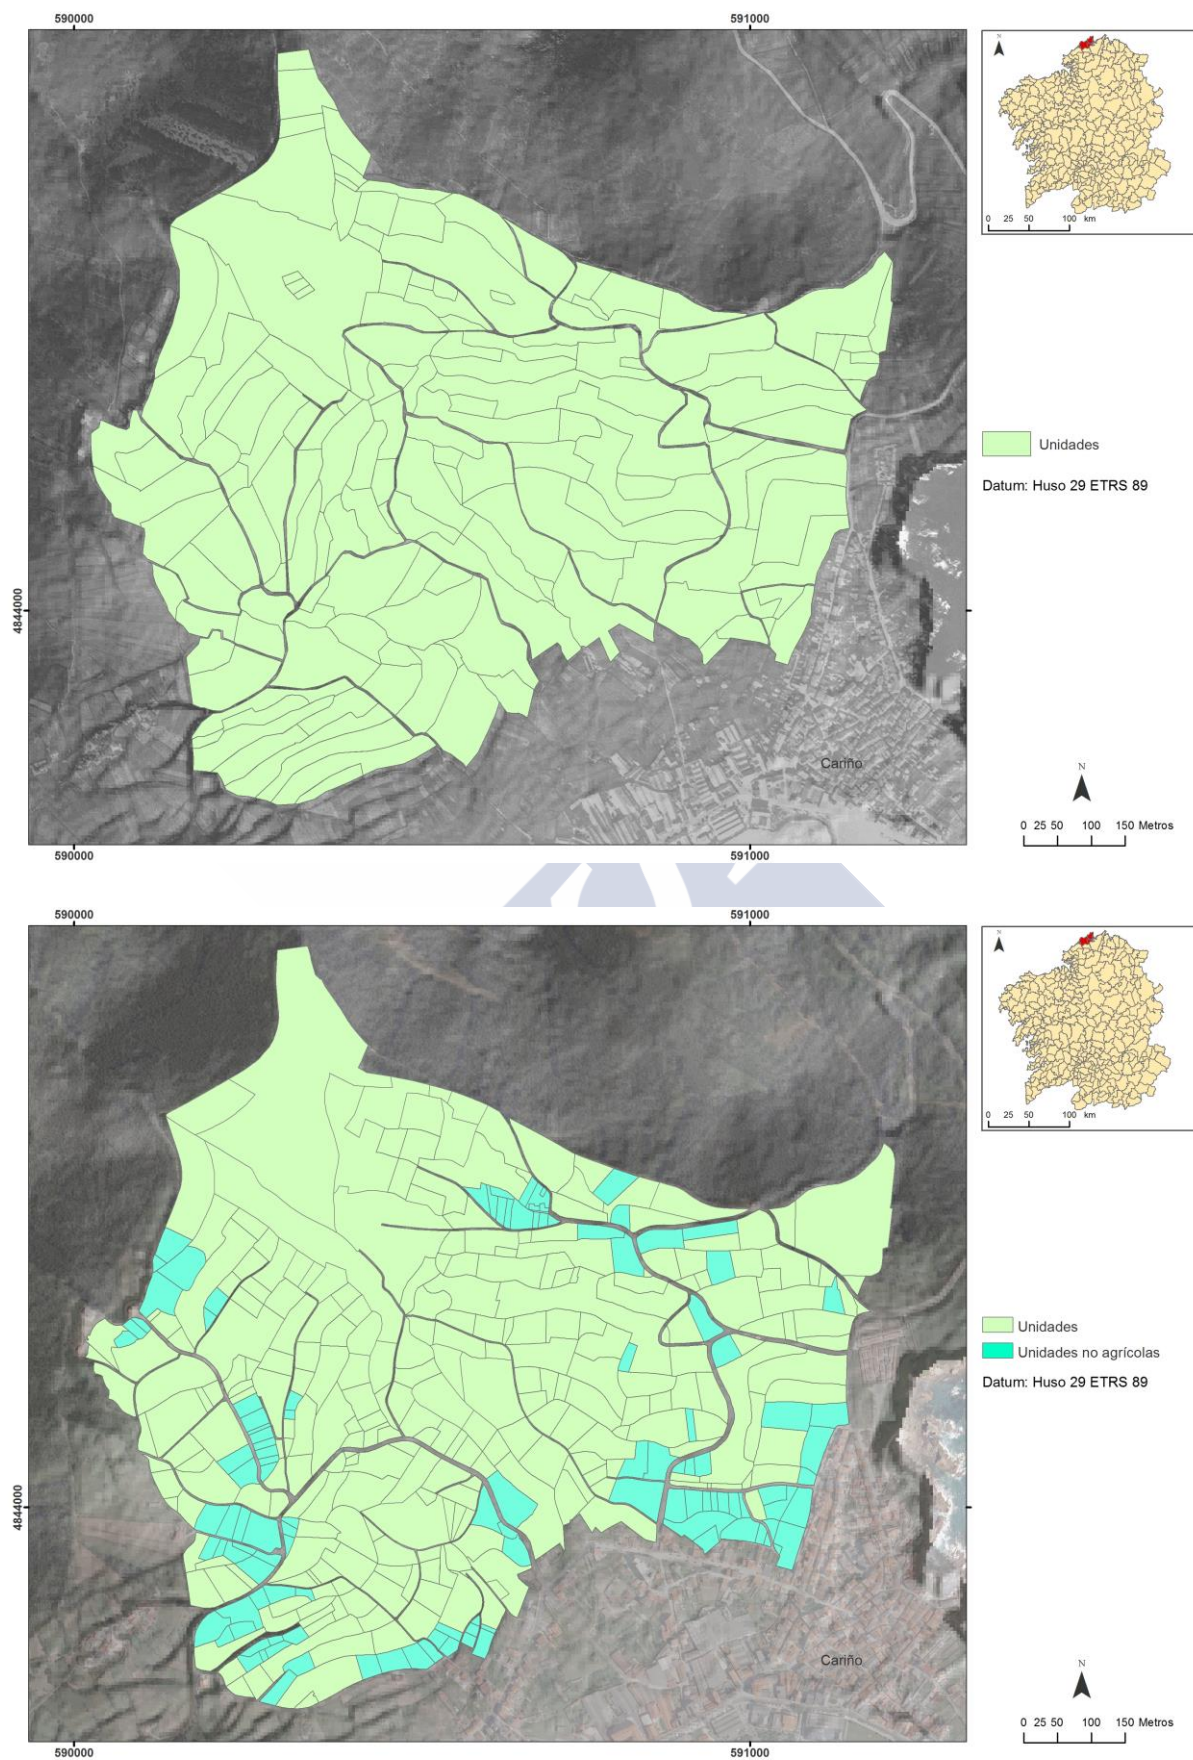 590000
591000
N
0 25 50 100 km
Unidades
Datum: Huso 29 ETRS 89
4844000
Cariño
N
0 25 50 100 150 Metros
590000
591000
590000
591000
N
0 25 50 100 km
Unidades
Unidades no agrícolas
Datum: Huso 29 ETRS 89
4844000
Cariño
N
0 25 50 100 150 Metros
590000
591000